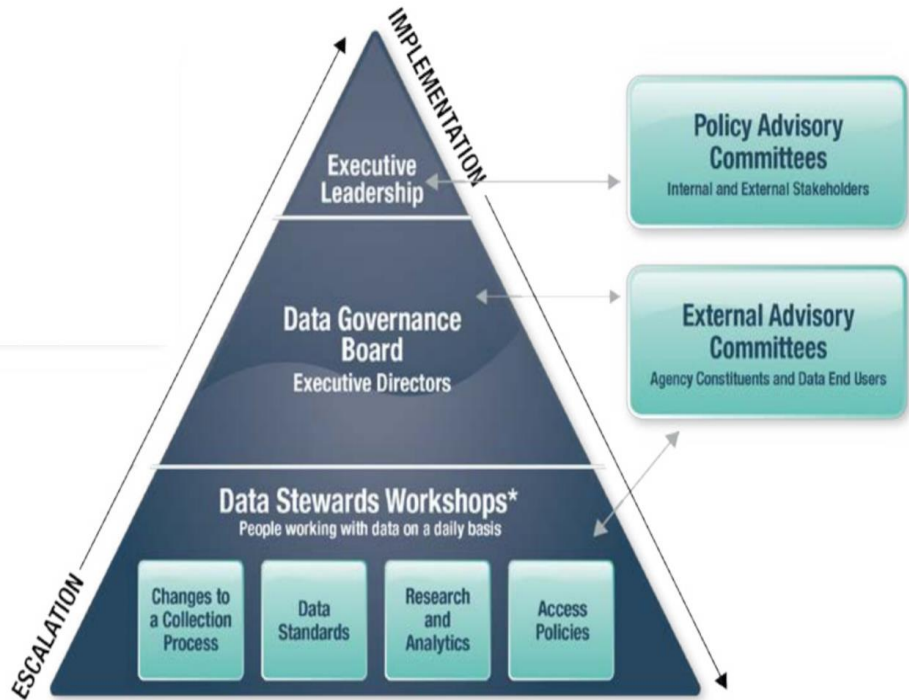 IMPLEMENTATION
Executive
Leadership
Policy Advisory
Committees
Internal and External Stakeholders
Data Governance
Board
Executive Directors
External Advisory
Committees
Agency Constituents and Data End Users
Data Stewards Workshops*
People working with data on a daily basis
Changes to
a Collection
Process
Data
Standards
Research
and
Analytics
Access
Policies
ESCALATION